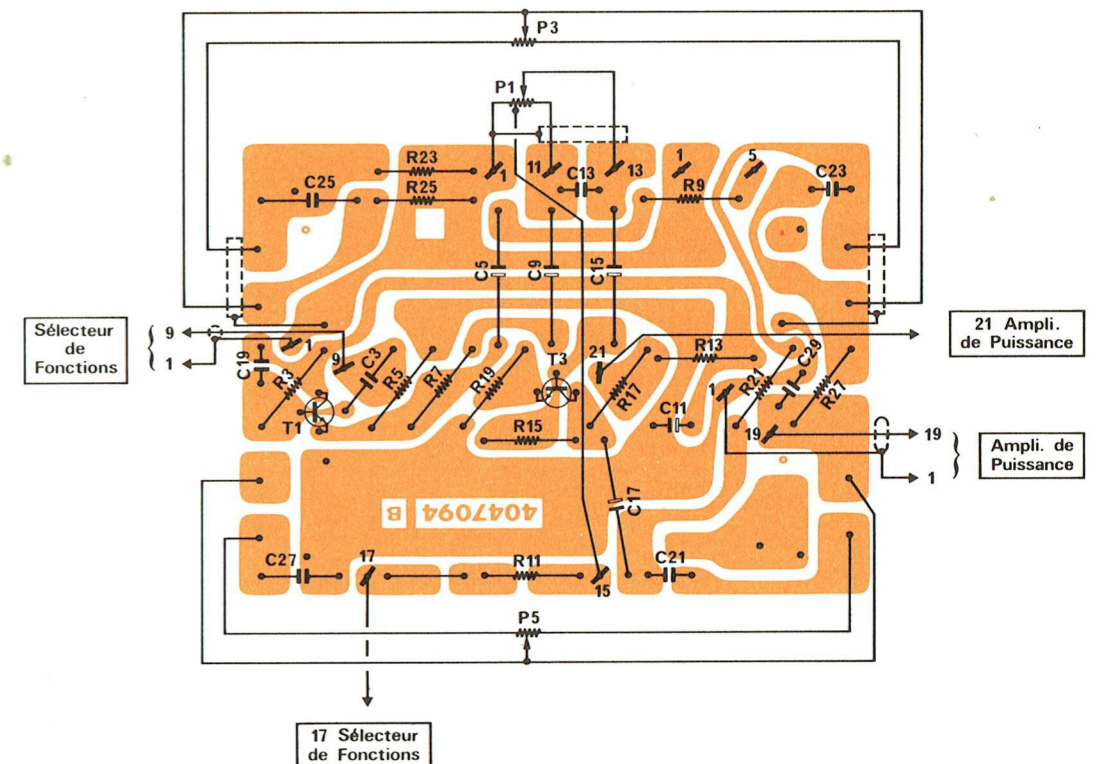 P3
P1
R23
R25
C25
1
11
C13
13
1
R9
5
C23
C5
C9
C15
Sélecteur
de
Fonctions
9
1
1
9
C19
R3
T1
C3
R5
R7
R19
T3
21
R17
R13
1
R21
C29
R27
21 Ampli.
de Puissance
C11
19
R15
19
1
Ampli. de
Puissance
C17
4047094
B
C27
17
R11
15
C21
P5
17 Sélecteur
de Fonctions